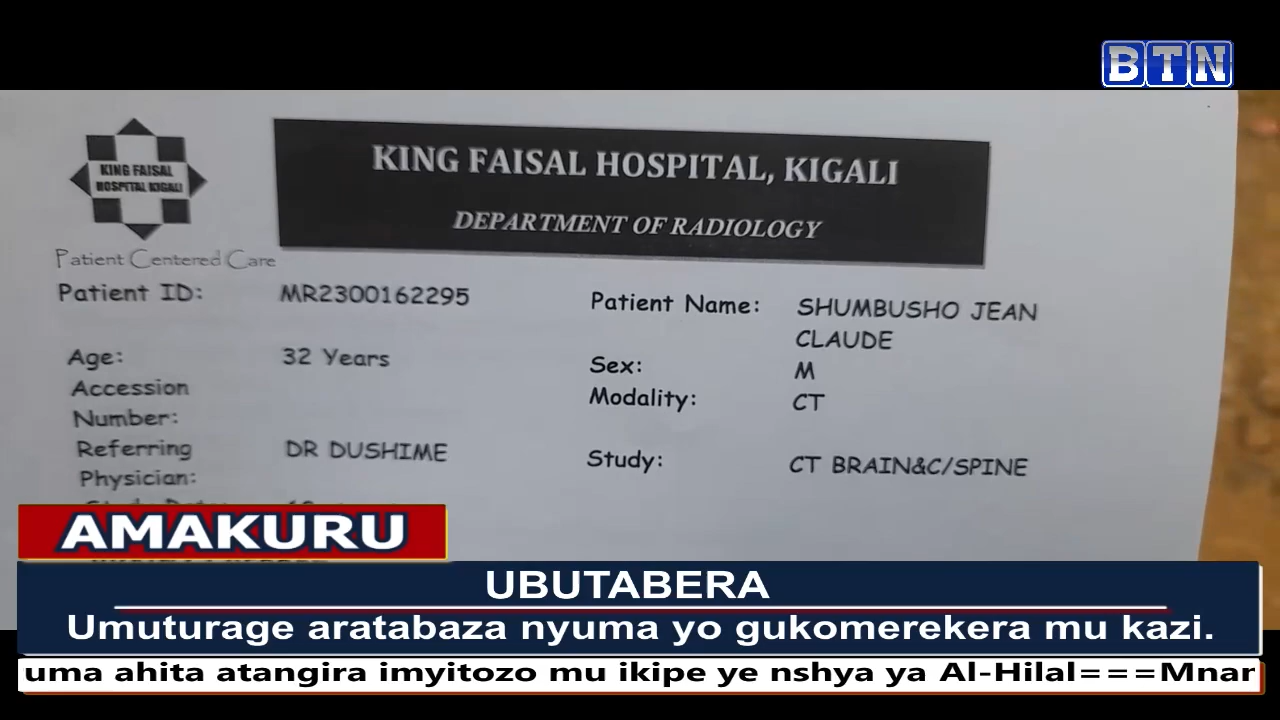 BTN
KING FAISAL
HOSPITAL KIGALI
KING FAISAL HOSPITAL, KIGALI
DEPARTMENT OF RADIOLOGY
Patient Centered Care
Patient ID: MR2300162295 Patient Name: SHUMBUSHO JEAN
CLAUDE
Age: 32 Years Sex: M
Accession Modality: CT
Number:
Referring DR DUSHIME Study: CT BRAIN&C/SPINE
Physician:
AMAKURU
UBUTABERA
Umuturage aratabaza nyuma yo gukomerekera mu kazi.
uma ahita atangira imyitozo mu ikipe ye nshya ya Al-Hilal===Mnar